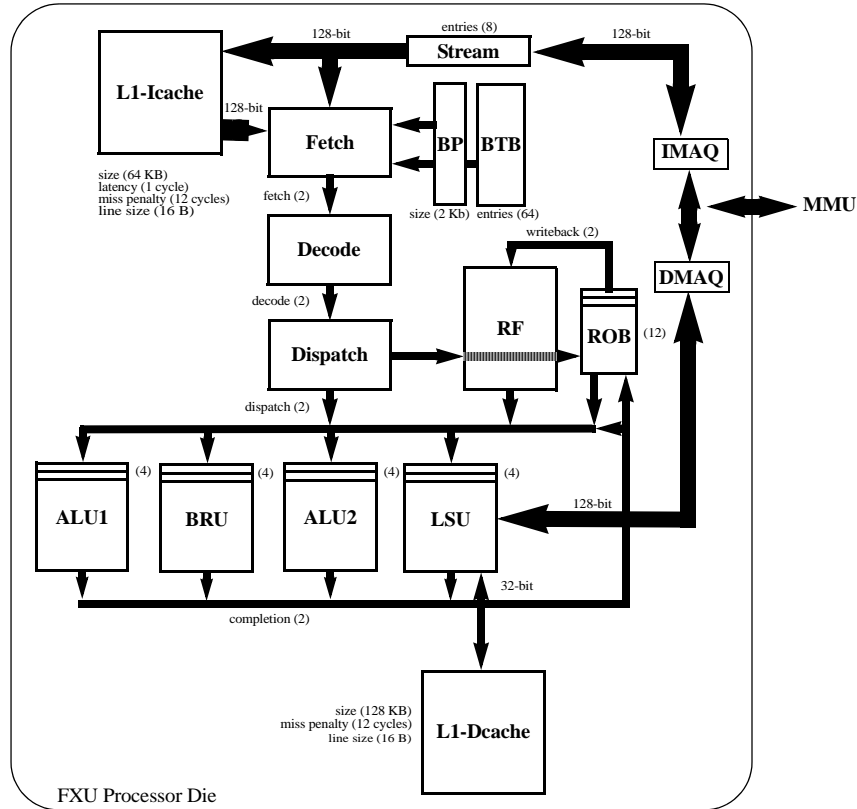 entries (8)
128-bit
Stream
128-bit
L1-Icache
128-bit
Fetch
BP
BTB
IMAQ
size (64 KB)
latency (1 cycle)
miss penalty (12 cycles)
line size (16 B)
fetch (2)
size (2 Kb)
entries (64)
MMU
writeback (2)
Decode
DMAQ
decode (2)
RF
ROB
(12)
Dispatch
dispatch (2)
(4)
(4)
(4)
(4)
ALU1
BRU
ALU2
LSU
128-bit
32-bit
completion (2)
size (128 KB)
miss penalty (12 cycles)
line size (16 B)
L1-Dcache
FXU Processor Die